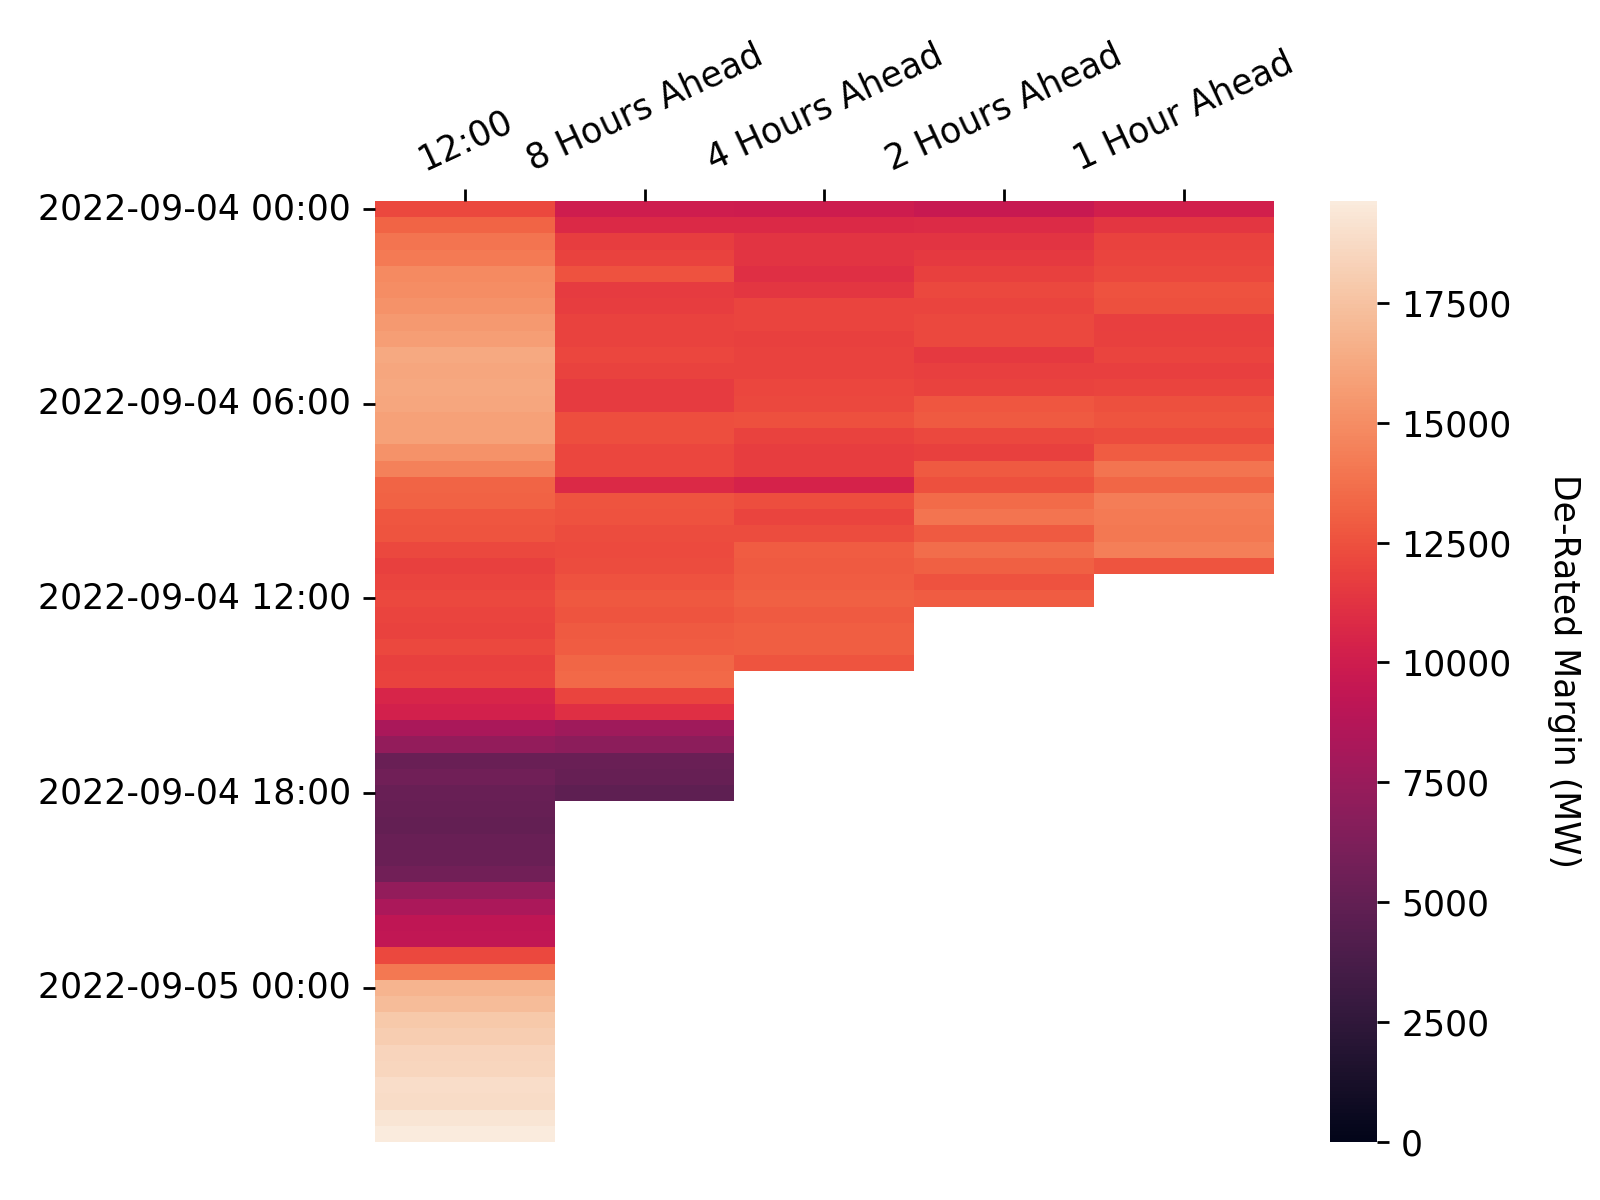 12:00
8 Hours Ahead
4 Hours Ahead
2 Hours Ahead
1 Hour Ahead
2022-09-04 00:00
2022-09-04 06:00
2022-09-04 12:00
2022-09-04 18:00
2022-09-05 00:00
17500
15000
12500
10000
7500
5000
2500
0
De-Rated Margin (MW)